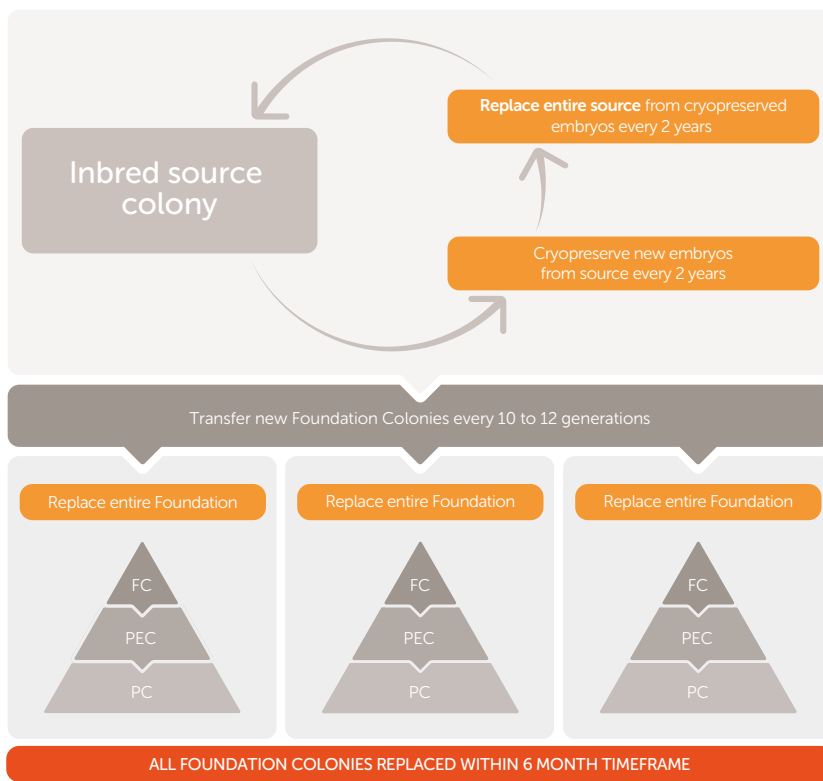 Replace entire source from cryopreserved
embryos every 2 years
Inbred source
colony
Cryopreserve new embryos
from source every 2 years
Transfer new Foundation Colonies every 10 to 12 generations
Replace entire Foundation
Replace entire Foundation
Replace entire Foundation
FC
PEC
PC
FC
PEC
PC
FC
PEC
PC
ALL FOUNDATION COLONIES REPLACED WITHIN 6 MONTH TIMEFRAME